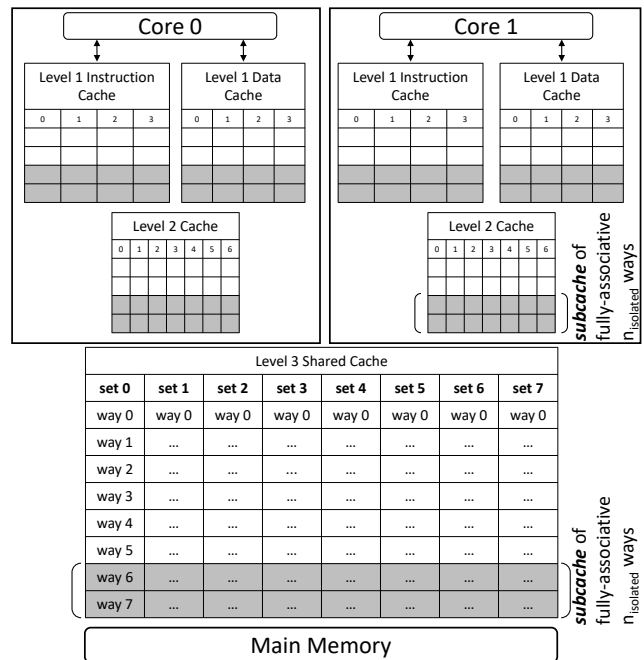 Core 0
Core 1
Level 1 Instruction
Cache
Level 1 Data
Cache
Level 1 Instruction
Cache
Level 1 Data
Cache
0 1 2 3
0 1 2 3
0 1 2 3
0 1 2 3
Level 2 Cache
0 1 2 3 4 5 6
Level 2 Cache
0 1 2 3 4 5 6
subcache of
fully-associative
nisolated ways
Level 3 Shared Cache
set 0 set 1 set 2 set 3 set 4 set 5 set 6 set 7
way 0 way 0 way 0 way 0 way 0 way 0 way 0 way 0
way 1 ... ... ... ... ... ... ...
way 2 ... ... ... ... ... ... ...
way 3 ... ... ... ... ... ... ...
way 4 ... ... ... ... ... ... ...
way 5 ... ... ... ... ... ... ...
way 6 ... ... ... ... ... ... ...
way 7 ... ... ... ... ... ... ...
subcache of
fully-associative
nisolated ways
Main Memory